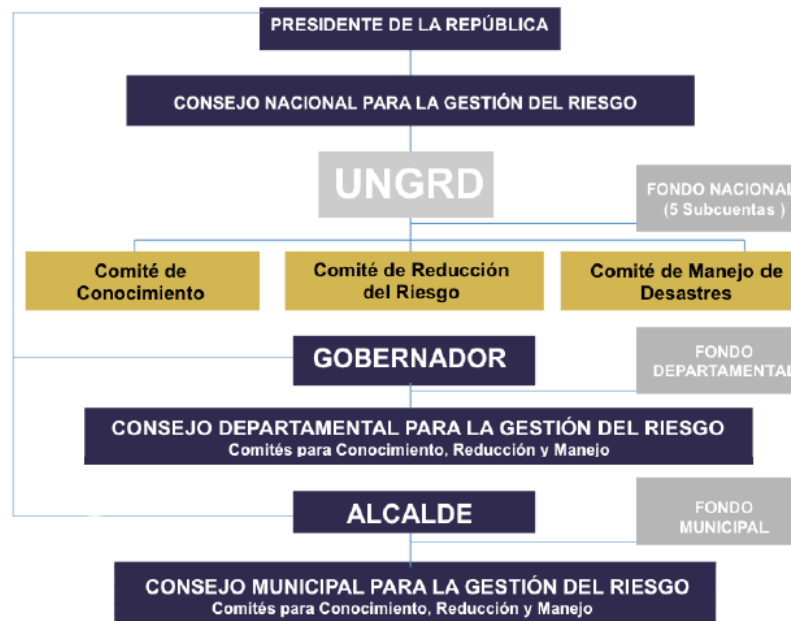 PRESIDENTE DE LA REPÚBLICA
CONSEJO NACIONAL PARA LA GESTIÓN DEL RIESGO
UNGRD
FONDO NACIONAL
(5 Subcuentas )
Comité de
Conocimiento
Comité de Reducción
del Riesgo
Comité de Manejo de
Desastres
GOBERNADOR
FONDO
DEPARTAMENTAL
CONSEJO DEPARTAMENTAL PARA LA GESTIÓN DEL RIESGO
Comités para Conocimiento, Reducción y Manejo
ALCALDE
FONDO
MUNICIPAL
CONSEJO MUNICIPAL PARA LA GESTIÓN DEL RIESGO
Comités para Conocimiento, Reducción y Manejo